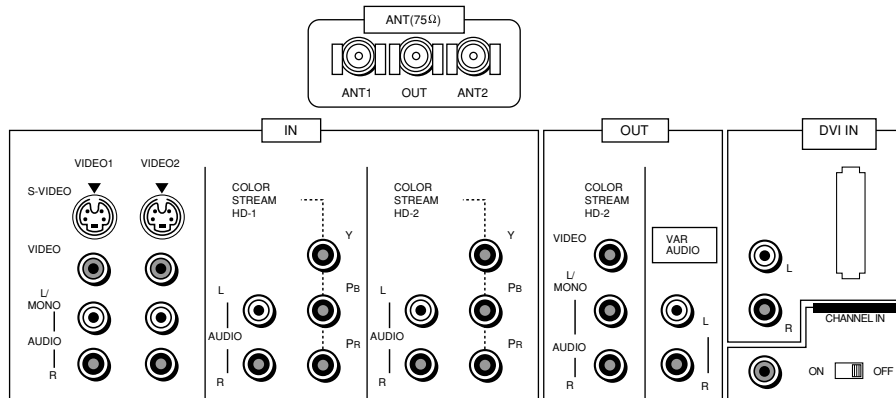 ANT(75Ω)
ANT1 OUT ANT2
IN
VIDEO1 VIDEO2
S-VIDEO
VIDEO
L/
MONO
AUDIO
R
COLOR
STREAM
HD-1
Y
L
PB
AUDIO
PR
R
COLOR
STREAM
HD-2
Y
L
PB
AUDIO
PR
R
OUT
COLOR
STREAM
HD-2
VIDEO
L/
MONO
AUDIO
R
VAR
AUDIO
L
R
DVI IN
L
R
CHANNEL IN
ON OFF